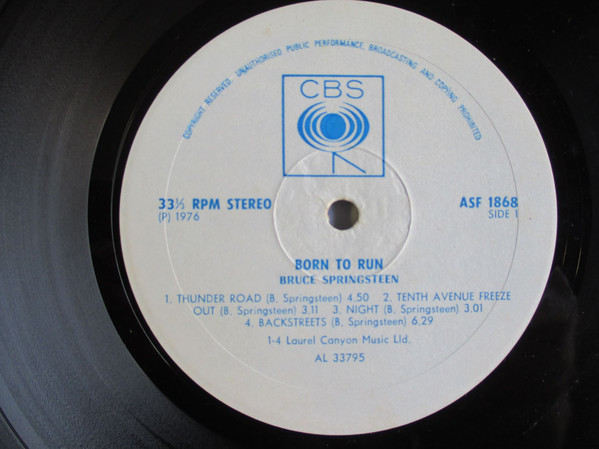 COPYRIGHT RESERVED, UNAUTHORISED PUBLIC PERFORMANCE, BROADCASTING AND COPYING PROHIBITED
CBS
33⅓ RPM STEREO
(P) 1976
ASF 1868
SIDE 1
BORN TO RUN
BRUCE SPRINGSTEEN
1. THUNDER ROAD (B. Springsteen) 4.50 2. TENTH AVENUE FREEZE
OUT (B. Springsteen) 3.11 3. NIGHT (B. Springsteen) 3.01
4. BACKSTREETS (B. Springsteen) 6.29
1-4 Laurel Canyon Music Ltd.
AL 33795